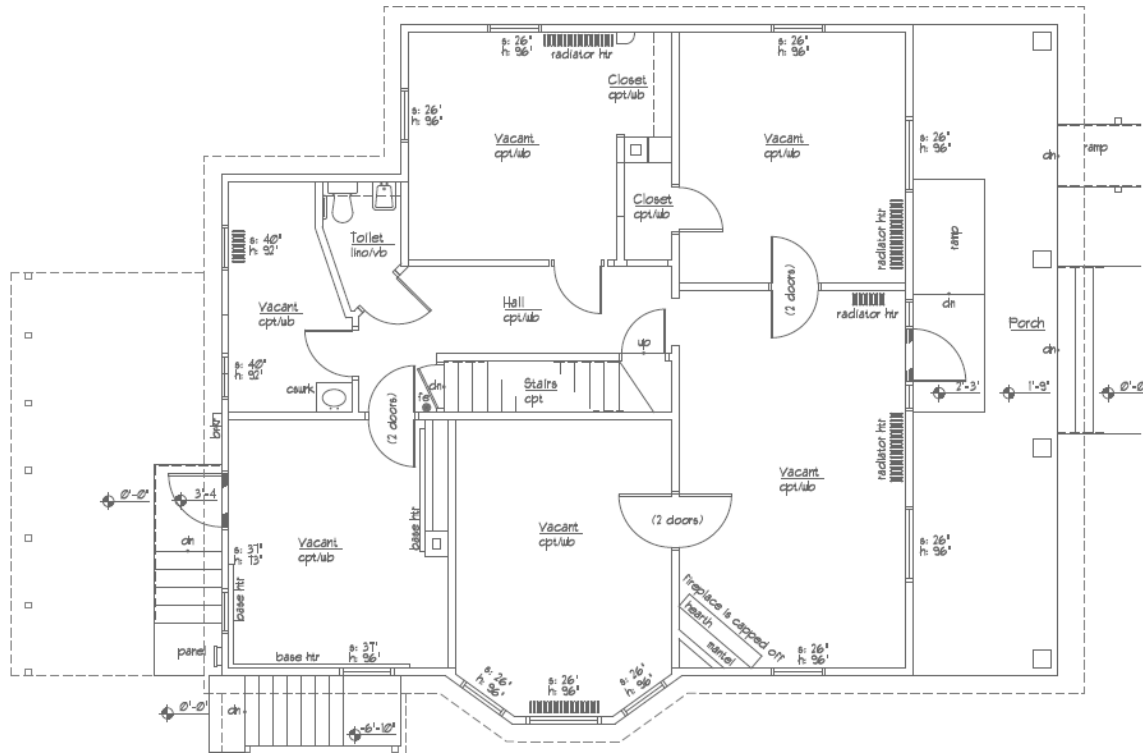 s: 26"
h: 96'
radiator htr
Closet
cpt/ub
s: 26"
h: 96'
s: 26'
h: 96"
Vacant
cpt/ub
Vacant
cpt/ub
s: 26"
h: 96"
dn
ramp
Closet
cpt/ub
Toilet
lino/vb
s: 40"
h: 92'
radiator htr
ramp
(2 doors)
Vacant
cpt/ub
Hall
cpt/ub
dn
radiator htr
Porch
up
dn
s: 40"
h: 92'
dn
Stairs
cpt
2'-3'
1'-9"
0'-0
fe
(2 doors)
radiator htr
Vacant
cpt/ub
0'-0"
3'-4
(2 doors)
Vacant
cpt/ub
base htr
dn
Vacant
cpt/ub
s: 37"
h: 73"
s: 26"
h: 96"
base htr
fireplace is capped off
hearth
mantel
panel
base htr
s: 37'
h: 96'
s: 26"
h: 96'
s: 26'
h: 96'
s: 26"
h: 96"
s: 26'
h: 96"
0'-0'
dn
-6'-10"